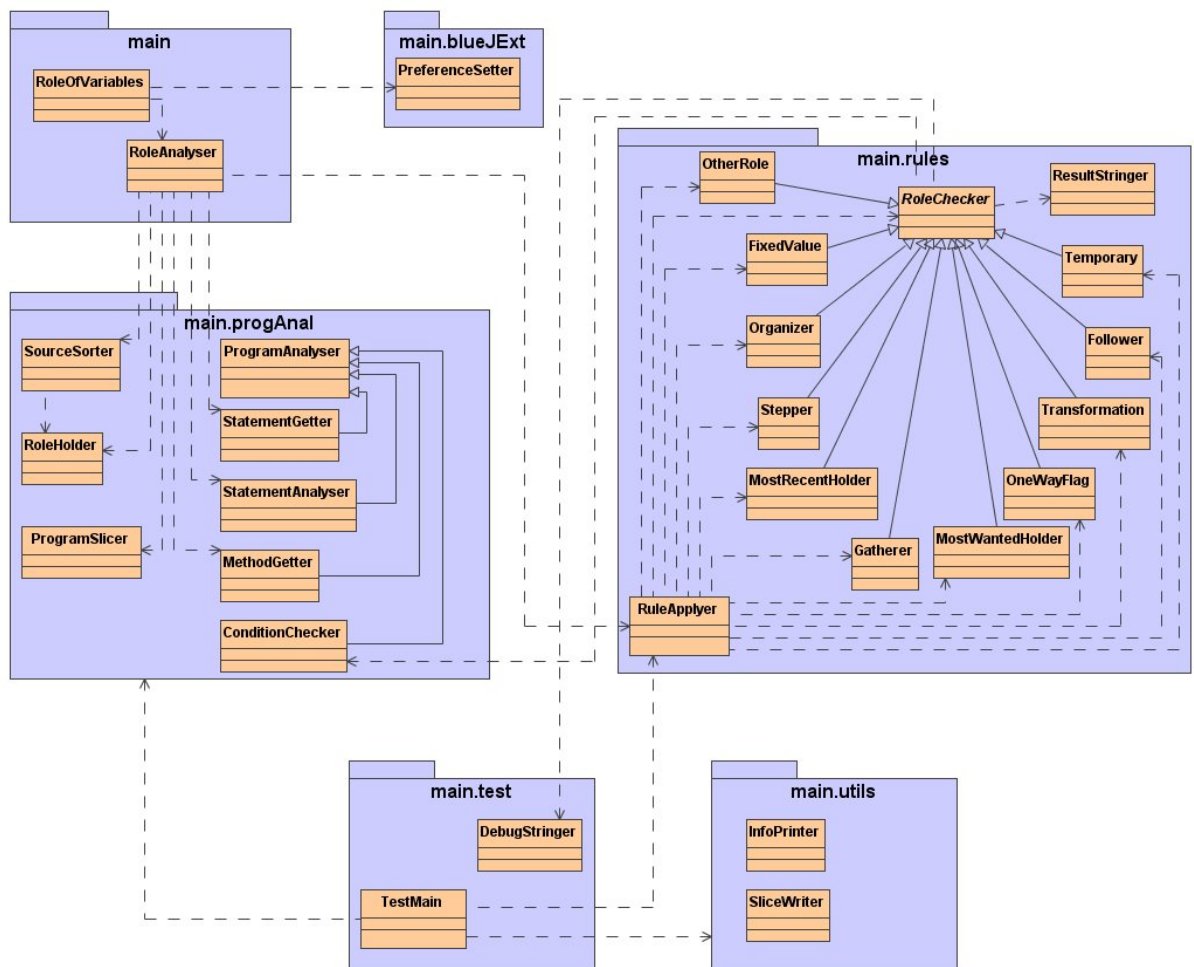 main
RoleOfVariables
RoleAnalyser
main.blueJExt
PreferenceSetter
main.rules
OtherRole
RoleChecker
ResultStringer
FixedValue
Temporary
Organizer
Follower
Stepper
Transformation
MostRecentHolder
OneWayFlag
Gatherer
MostWantedHolder
RuleApplyer
main.progAnal
SourceSorter
ProgramAnalyser
StatementGetter
RoleHolder
StatementAnalyser
ProgramSlicer
MethodGetter
ConditionChecker
main.test
DebugStringer
TestMain
main.utils
InfoPrinter
SliceWriter